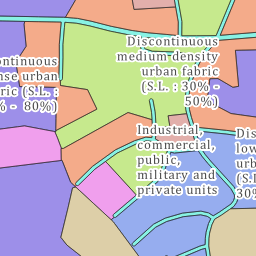 Discontinuous
medium density
urban fabric
(S.L. : 30% -
50%)
ontinuous
nse urban
ric (S.L. :
% - 80%)
Industrial,
commercial,
public,
military and
private units
Dis
low
urb
(S.I
30%